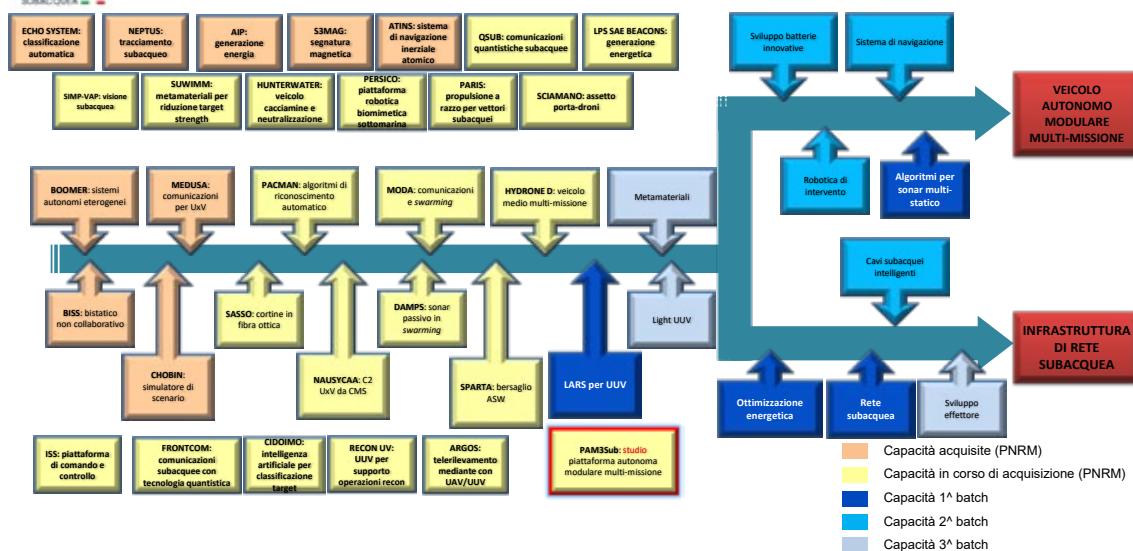 SUBACQUEA
ECHO SYSTEM:
classificazione
automatica
NEPTUS:
tracciamento
subacqueo
AIP:
generazione
energia
S3MAG:
segnatura
magnetica
ATINS: sistema
di navigazione
inerziale
atomico
QSUB: comunicazioni
quantistiche subacquee
LPS SAE BEACONS:
generazione
energetica
SIMP-VAP: visione
subacquea
SUWIMM:
metamateriali per
riduzione target
strength
HUNTERWATER:
veicolo
cacciamine e
neutralizzazione
PERSICO:
piattaforma
robotica
biomimetica
sottomarina
PARIS:
propulsione a
razzo per vettori
subacquei
SCIAMANO: assetto
porta-droni
Sviluppo batterie
innovative
Sistema di navigazione
VEICOLO
AUTONOMO
MODULARE
MULTI-MISSIONE
Robotica di
intervento
Algoritmi per
sonar multi-
statico
BOOMER: sistemi
autonomi eterogenei
MEDUSA:
comunicazioni
per UxV
PACMAN: algoritmi di
riconoscimento
automatico
MODA: comunicazioni
e swarming
HYDRONE D: veicolo
medio multi-missione
Metamateriali
BISS: bistatico
non collaborativo
SASSO: cortine in
fibra ottica
DAMPS: sonar
passivo in
swarming
Light UUV
CHOBIN:
simulatore di
scenario
NAUSYCAA: C2
UxV da CMS
SPARTA: bersaglio
ASW
LARS per UUV
Cavi subacquei
intelligenti
INFRASTRUTTURA
DI RETE
SUBACQUEA
Ottimizzazione
energetica
Rete
subacquea
Sviluppo
effettore
ISS: piattaforma
di comando e
controllo
FRONTCOM:
comunicazioni
subacquee con
tecnologia quantistica
CIDOIMO:
intelligenza
artificiale per
classificazione
target
RECON UV:
UUV per
supporto
operazioni recon
ARGOS:
telerilevamento
mediante con
UAV/UUV
PAM3Sub: studio
piattaforma autonoma
modulare multi-missione
Capacità acquisite (PNRM)
Capacità in corso di acquisizione (PNRM)
Capacità 1^ batch
Capacità 2^ batch
Capacità 3^ batch